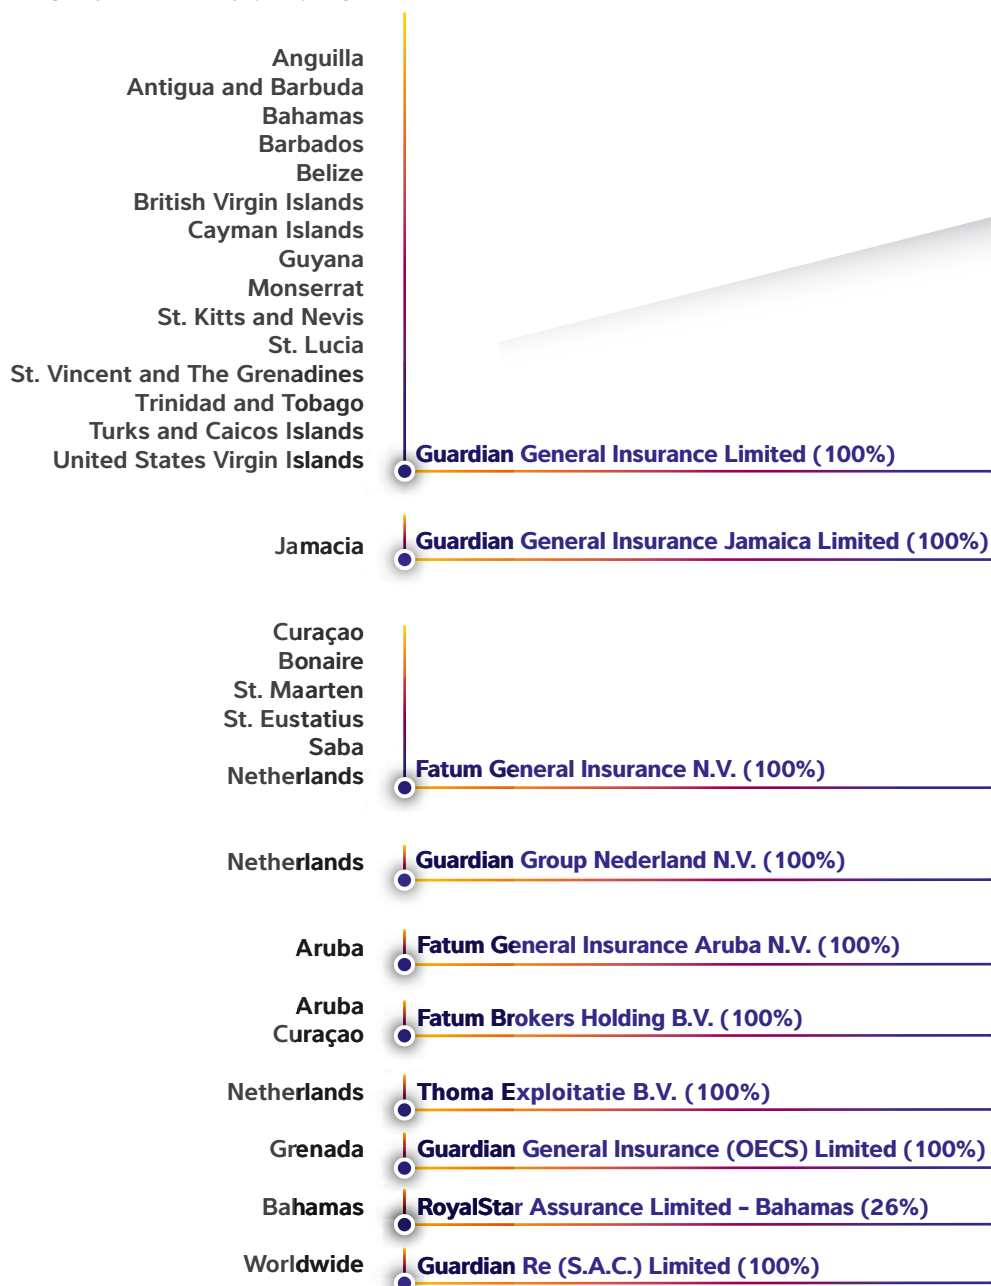 Anguilla
Antigua and Barbuda
Bahamas
Barbados
Belize
British Virgin Islands
Cayman Islands
Guyana
Monserrat
St. Kitts and Nevis
St. Lucia
St. Vincent and The Grenadines
Trinidad and Tobago
Turks and Caicos Islands
United States Virgin Islands
Guardian General Insurance Limited (100%)
Jamacia
Guardian General Insurance Jamaica Limited (100%)
Curaçao
Bonaire
St. Maarten
St. Eustatius
Saba
Netherlands
Fatum General Insurance N.V. (100%)
Netherlands
Guardian Group Nederland N.V. (100%)
Aruba
Fatum General Insurance Aruba N.V. (100%)
Aruba
Curaçao
Fatum Brokers Holding B.V. (100%)
Netherlands
Thoma Exploitatie B.V. (100%)
Grenada
Guardian General Insurance (OECS) Limited (100%)
Bahamas
RoyalStar Assurance Limited – Bahamas (26%)
Worldwide
Guardian Re (S.A.C.) Limited (100%)